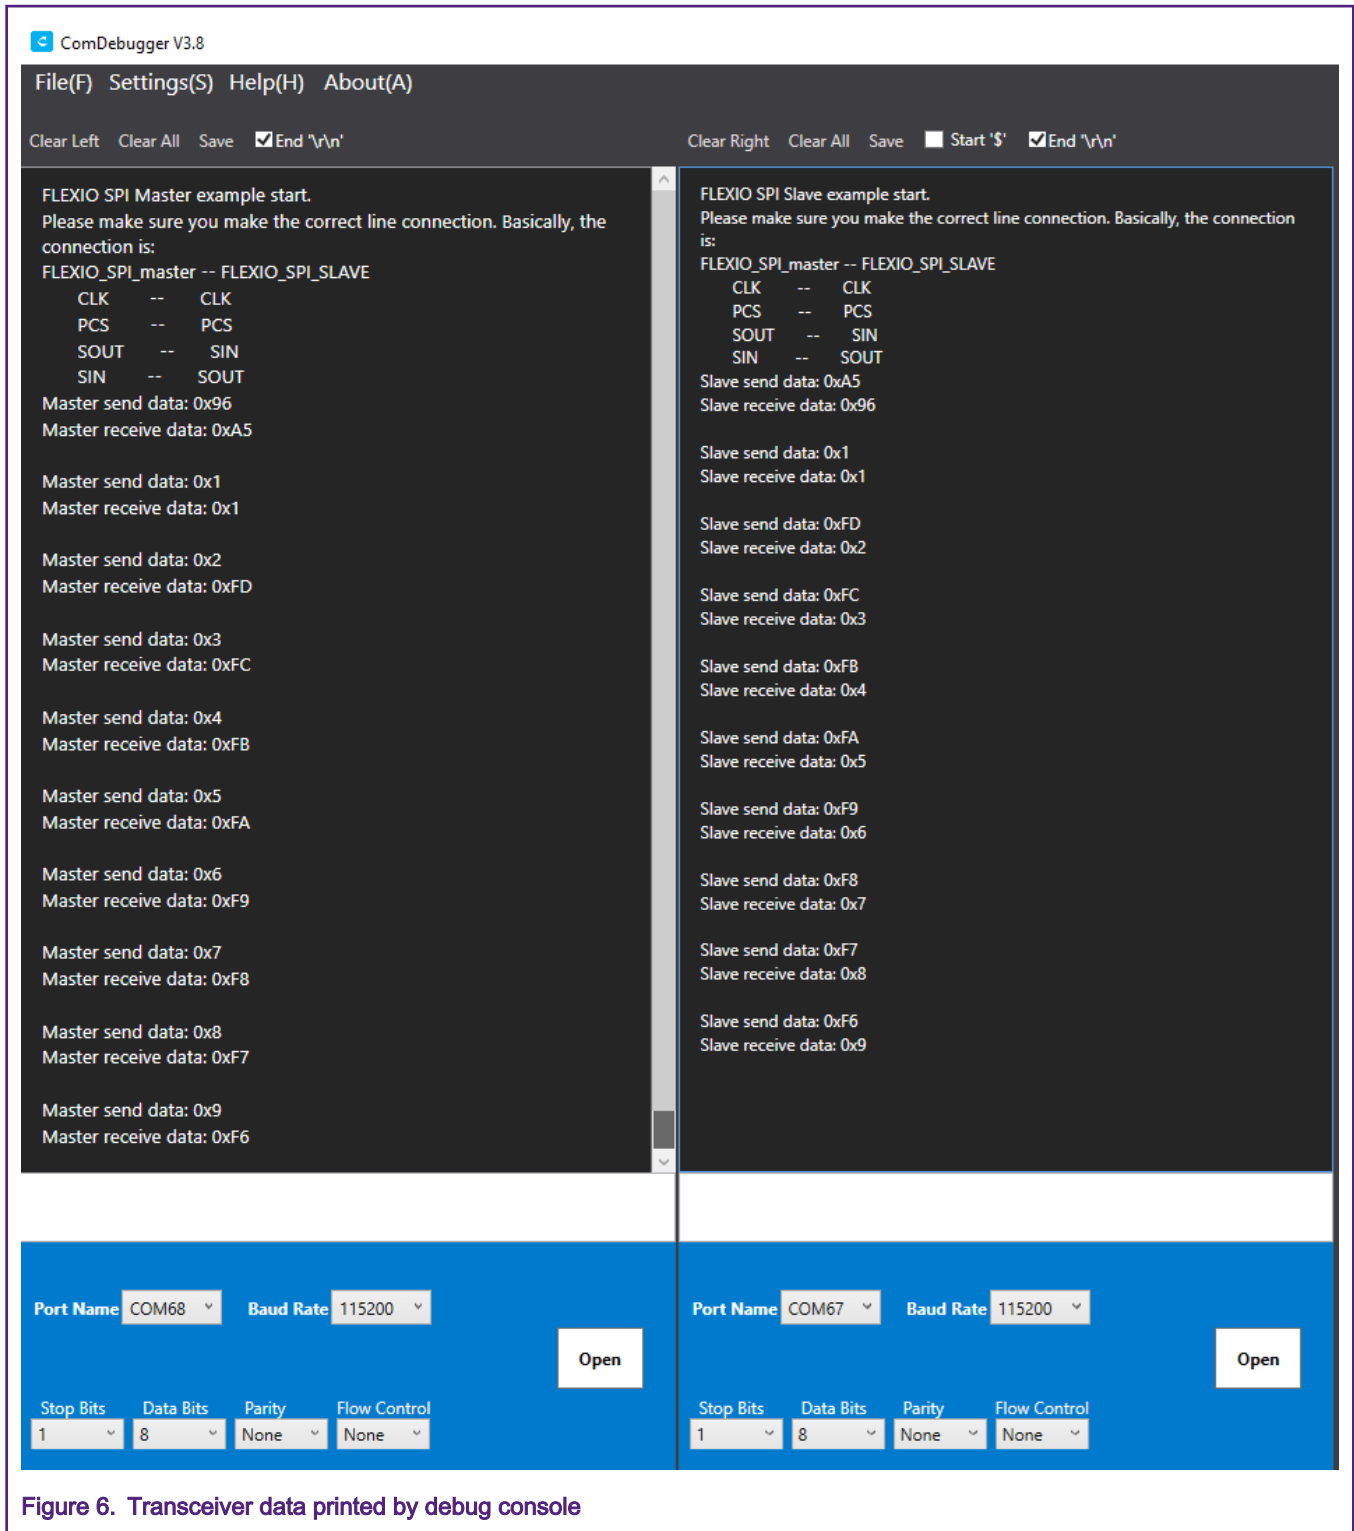 ComDebugger V3.8
File(F) Settings(S) Help(H) About(A)
Clear Left Clear All Save End '\r\n'
FLEXIO SPI Master example start.
Please make sure you make the correct line connection. Basically, the
connection is:
FLEXIO_SPI_master -- FLEXIO_SPI_SLAVE
CLK -- CLK
PCS -- PCS
SOUT -- SIN
SIN -- SOUT
Master send data: 0x96
Master receive data: 0xA5
Master send data: 0x1
Master receive data: 0x1
Master send data: 0x2
Master receive data: 0xFD
Master send data: 0x3
Master receive data: 0xFC
Master send data: 0x4
Master receive data: 0xFB
Master send data: 0x5
Master receive data: 0xFA
Master send data: 0x6
Master receive data: 0xF9
Master send data: 0x7
Master receive data: 0xF8
Master send data: 0x8
Master receive data: 0xF7
Master send data: 0x9
Master receive data: 0xF6
Port Name COM68 Baud Rate 115200
Open
Stop Bits Data Bits Parity Flow Control
1 8 None None
Clear Right Clear All Save Start '$' End '\r\n'
FLEXIO SPI Slave example start.
Please make sure you make the correct line connection. Basically, the connection
is:
FLEXIO_SPI_master -- FLEXIO_SPI_SLAVE
CLK -- CLK
PCS -- PCS
SOUT -- SIN
SIN -- SOUT
Slave send data: 0xA5
Slave receive data: 0x96
Slave send data: 0x1
Slave receive data: 0x1
Slave send data: 0xFD
Slave receive data: 0x2
Slave send data: 0xFC
Slave receive data: 0x3
Slave send data: 0xFB
Slave receive data: 0x4
Slave send data: 0xFA
Slave receive data: 0x5
Slave send data: 0xF9
Slave receive data: 0x6
Slave send data: 0xF8
Slave receive data: 0x7
Slave send data: 0xF7
Slave receive data: 0x8
Slave send data: 0xF6
Slave receive data: 0x9
Port Name COM67 Baud Rate 115200
Open
Stop Bits Data Bits Parity Flow Control
1 8 None None
Figure 6. Transceiver data printed by debug console